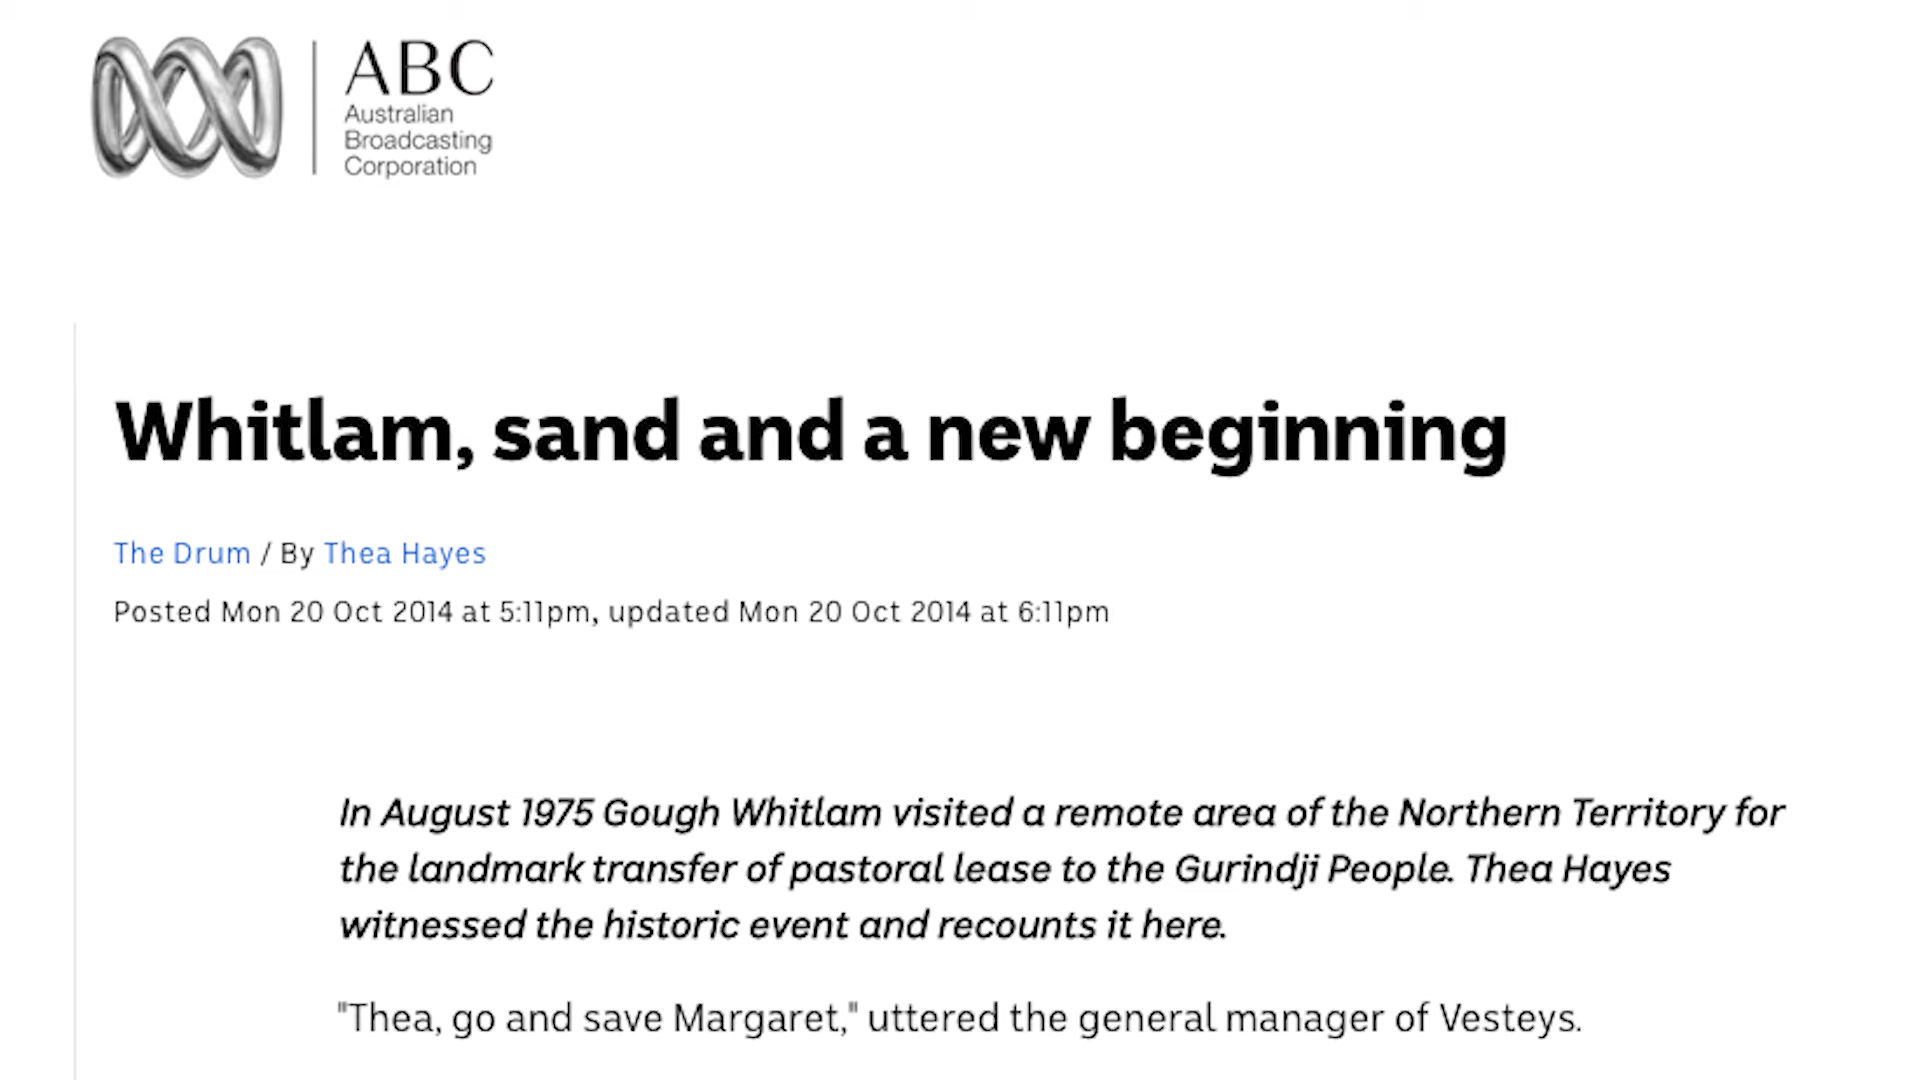 ABC
Australian
Broadcasting
Corporation
Whitlam, sand and a new beginning
The Drum / By Thea Hayes
Posted Mon 20 Oct 2014 at 5:11pm, updated Mon 20 Oct 2014 at 6:11pm
In August 1975 Gough Whitlam visited a remote area of the Northern Territory for
the landmark transfer of pastoral lease to the Gurindji People. Thea Hayes
witnessed the historic event and recounts it here.
"Thea, go and save Margaret," uttered the general manager of Vesteys.